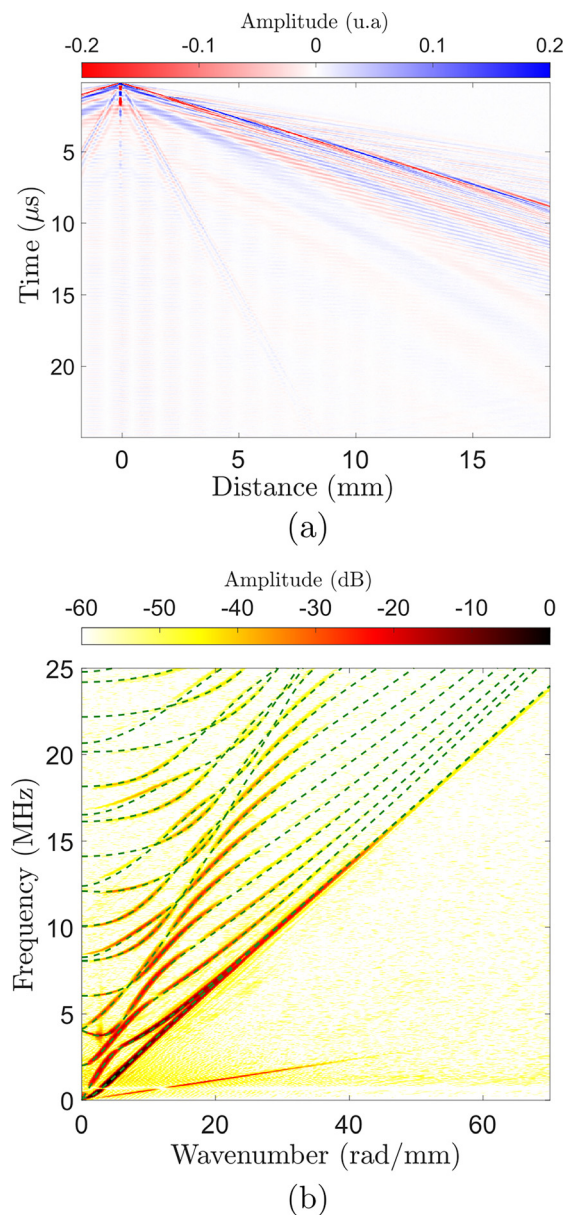 Amplitude (u.a)
-0.2 -0.1 0 0.1 0.2
5
10
15
20
Time (μs)
0 5 10 15
Distance (mm)
(a)
Amplitude (dB)
-60 -50 -40 -30 -20 -10 0
25
20
15
10
5
0
Frequency (MHz)
0 20 40 60
Wavenumber (rad/mm)
(b)